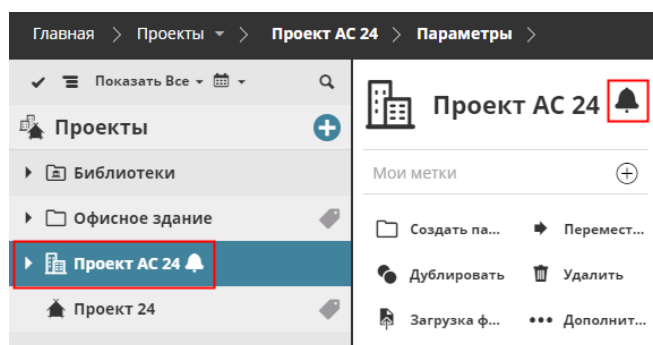 Главная > Проекты > Проект АС 24 > Параметры >
Показать Все
Проекты
Библиотеки
Офисное здание
Проект АС 24
Проект 24
Проект АС 24
Мои метки
Создать па... Перемест...
Дублировать Удалить
Загрузка ф... Дополнит...